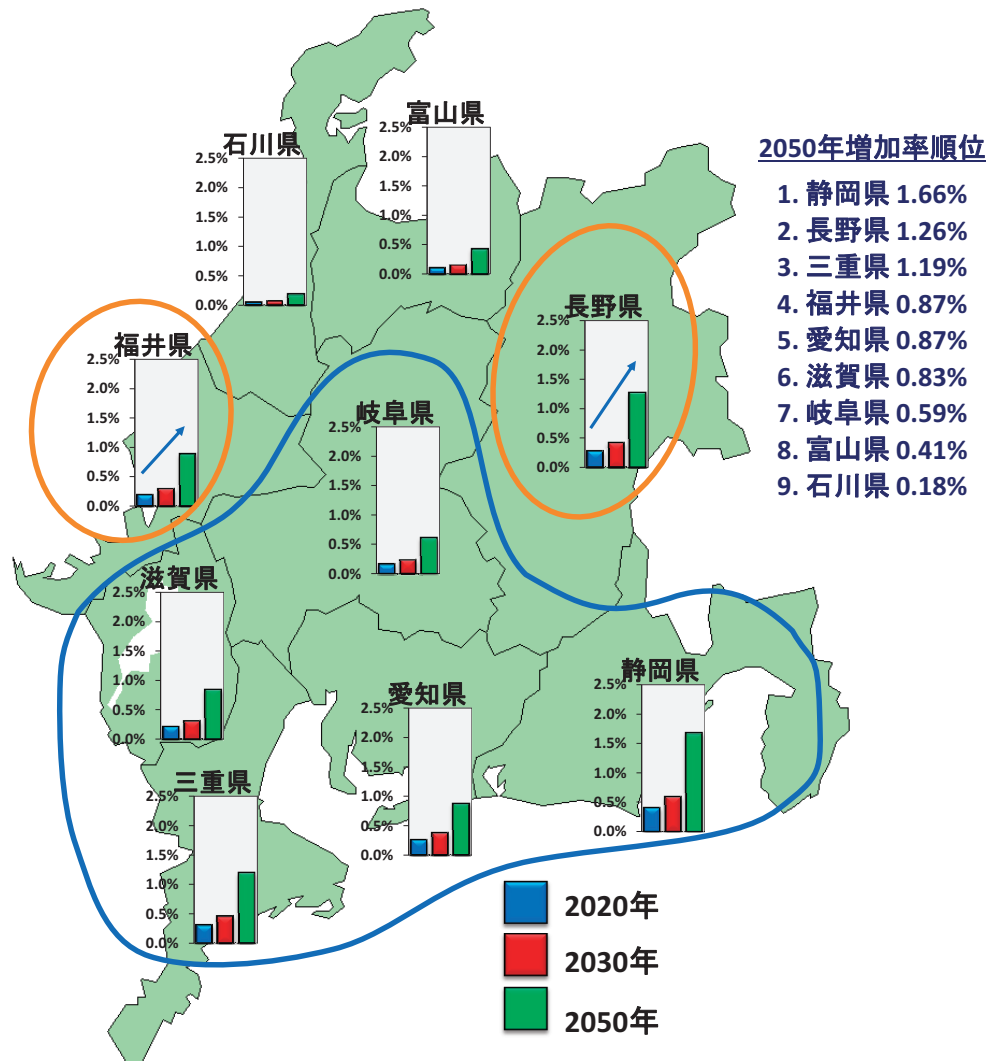 富山県
2.5%
2.0%
1.5%
1.0%
0.5%
0.0%
石川県
2.5%
2.0%
1.5%
1.0%
0.5%
0.0%
2050年増加率順位
1. 静岡県 1.66%
2. 長野県 1.26%
3. 三重県 1.19%
4. 福井県 0.87%
5. 愛知県 0.87%
6. 滋賀県 0.83%
7. 岐阜県 0.59%
8. 富山県 0.41%
9. 石川県 0.18%
長野県
2.5%
2.0%
1.5%
1.0%
0.5%
0.0%
福井県
2.5%
2.0%
1.5%
1.0%
0.5%
0.0%
岐阜県
2.5%
2.0%
1.5%
1.0%
0.5%
0.0%
滋賀県
2.5%
2.0%
1.5%
1.0%
0.5%
0.0%
静岡県
2.5%
2.0%
1.5%
1.0%
0.5%
0.0%
愛知県
2.5%
2.0%
1.5%
1.0%
0.5%
0.0%
三重県
2.5%
2.0%
1.5%
1.0%
0.5%
0.0%
2020年
2030年
2050年